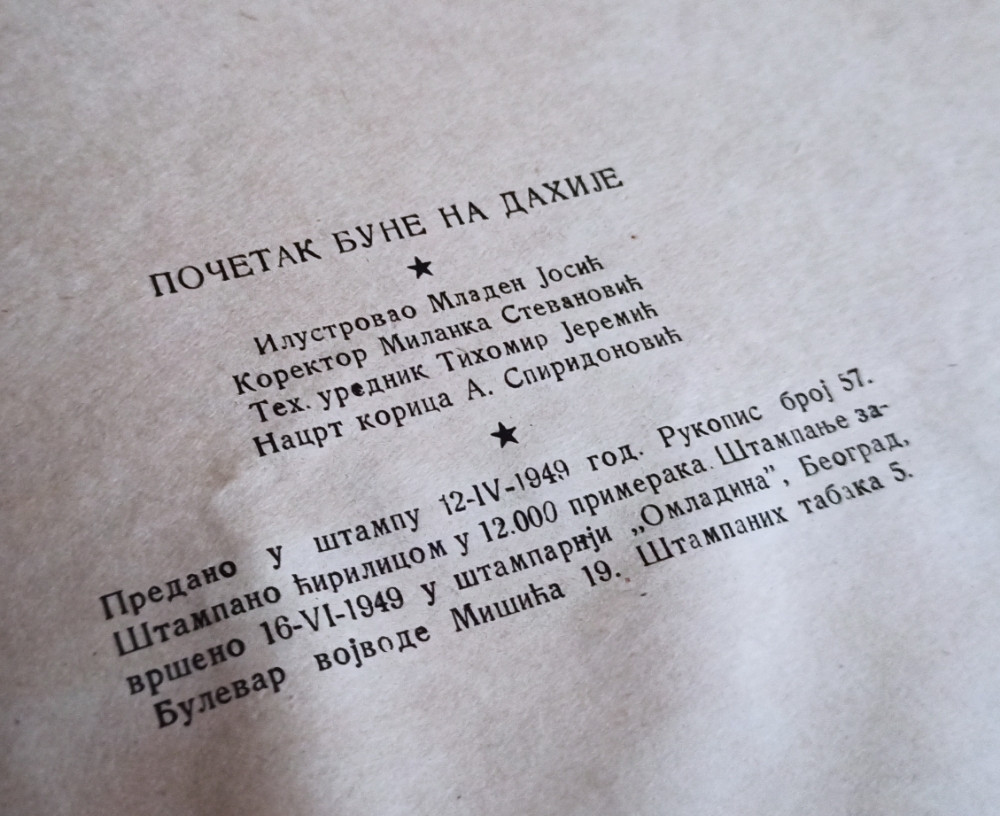 ПОЧЕТАК БУНЕ НА ДАХИЈЕ
★
Илустровао Младен Јосић
Коректор Миланка Стевановић
Тех. уредник Тихомир Јеремић
Нацрт корица А. Спиридоновић
★
Предано у штампу 12-IV-1949 год. Рукопис број 57.
Штампано ћирилицом у 12.000 примерака. Штампање за-
вршено 16-VI-1949 у штампарији „Омладина”, Београд,
Булевар војводе Мишића 19. Штампаних табака 5.